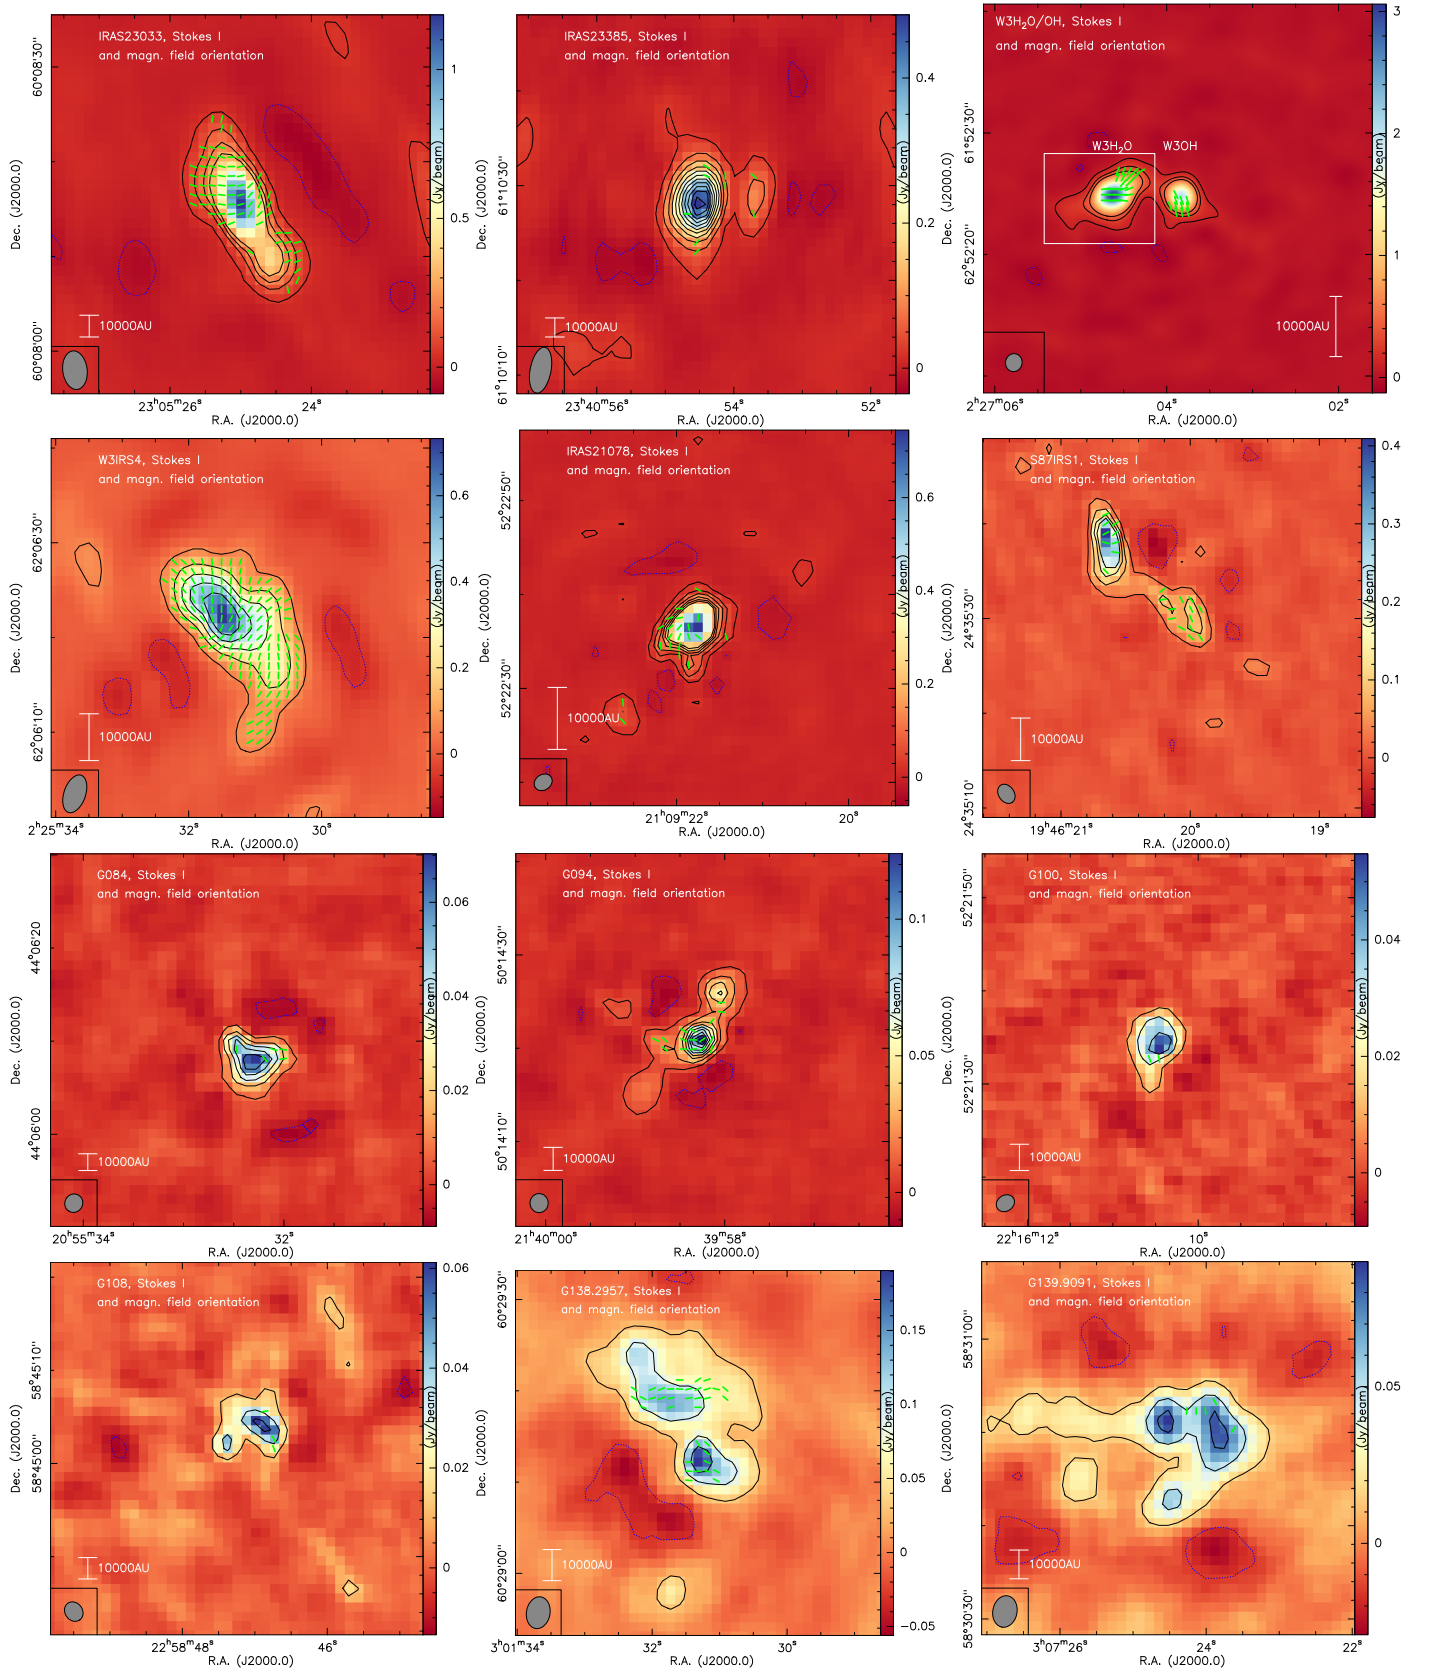 IRAS23033, Stokes I
and magn. field orientation
60°08'30''
60°08'00''
Dec. (J2000.0)
10000AU
23ʰ05ᵐ26ˢ
24ˢ
R.A. (J2000.0)
1
0.5
0
(Jy/beam)
IRAS23385, Stokes I
and magn. field orientation
61°10'30''
61°10'10''
Dec. (J2000.0)
10000AU
23ʰ40ᵐ56ˢ
54ˢ
52ˢ
R.A. (J2000.0)
0.4
0.2
0
(Jy/beam)
W3H₂O/OH, Stokes I
and magn. field orientation
W3H₂O
W3OH
61°52'30''
62°52'20''
Dec. (J2000.0)
10000AU
2ʰ27ᵐ06ˢ
04ˢ
02ˢ
R.A. (J2000.0)
3
2
1
0
(Jy/beam)
W3IRS4, Stokes I
and magn. field orientation
62°06'30''
62°06'10''
Dec. (J2000.0)
10000AU
2ʰ25ᵐ34ˢ
32ˢ
30ˢ
R.A. (J2000.0)
0.6
0.4
0.2
0
(Jy/beam)
IRAS21078, Stokes I
and magn. field orientation
52°22'50''
52°22'30''
Dec. (J2000.0)
10000AU
21ʰ09ᵐ22ˢ
20ˢ
R.A. (J2000.0)
0.6
0.4
0.2
0
(Jy/beam)
S87IRS1, Stokes I
and magn. field orientation
24°35'30''
24°35'10''
Dec. (J2000.0)
10000AU
19ʰ46ᵐ21ˢ
20ˢ
19ˢ
R.A. (J2000.0)
0.4
0.3
0.2
0.1
0
(Jy/beam)
G084, Stokes I
and magn. field orientation
44°06'20''
44°06'00''
Dec. (J2000.0)
10000AU
20ʰ55ᵐ34ˢ
32ˢ
R.A. (J2000.0)
0.06
0.04
0.02
0
(Jy/beam)
G094, Stokes I
and magn. field orientation
50°14'30''
50°14'10''
Dec. (J2000.0)
10000AU
21ʰ40ᵐ00ˢ
39ˢ58ˢ
R.A. (J2000.0)
0.1
0.05
0
(Jy/beam)
G100, Stokes I
and magn. field orientation
52°21'50''
52°21'30''
Dec. (J2000.0)
10000AU
22ʰ16ᵐ12ˢ
10ˢ
R.A. (J2000.0)
0.04
0.02
0
(Jy/beam)
G108, Stokes I
and magn. field orientation
58°45'10''
58°45'00''
Dec. (J2000.0)
10000AU
22ʰ58ᵐ48ˢ
46ˢ
R.A. (J2000.0)
0.06
0.04
0.02
0
(Jy/beam)
G138.2957, Stokes I
and magn. field orientation
60°29'30''
60°29'00''
Dec. (J2000.0)
10000AU
3ʰ01ᵐ34ˢ
32ˢ
30ˢ
R.A. (J2000.0)
0.15
0.1
0.05
0
−0.05
(Jy/beam)
G139.9091, Stokes I
and magn. field orientation
58°31'00''
58°30'30''
Dec. (J2000.0)
10000AU
3ʰ07ᵐ26ˢ
24ˢ
22ˢ
R.A. (J2000.0)
0.05
0
(Jy/beam)